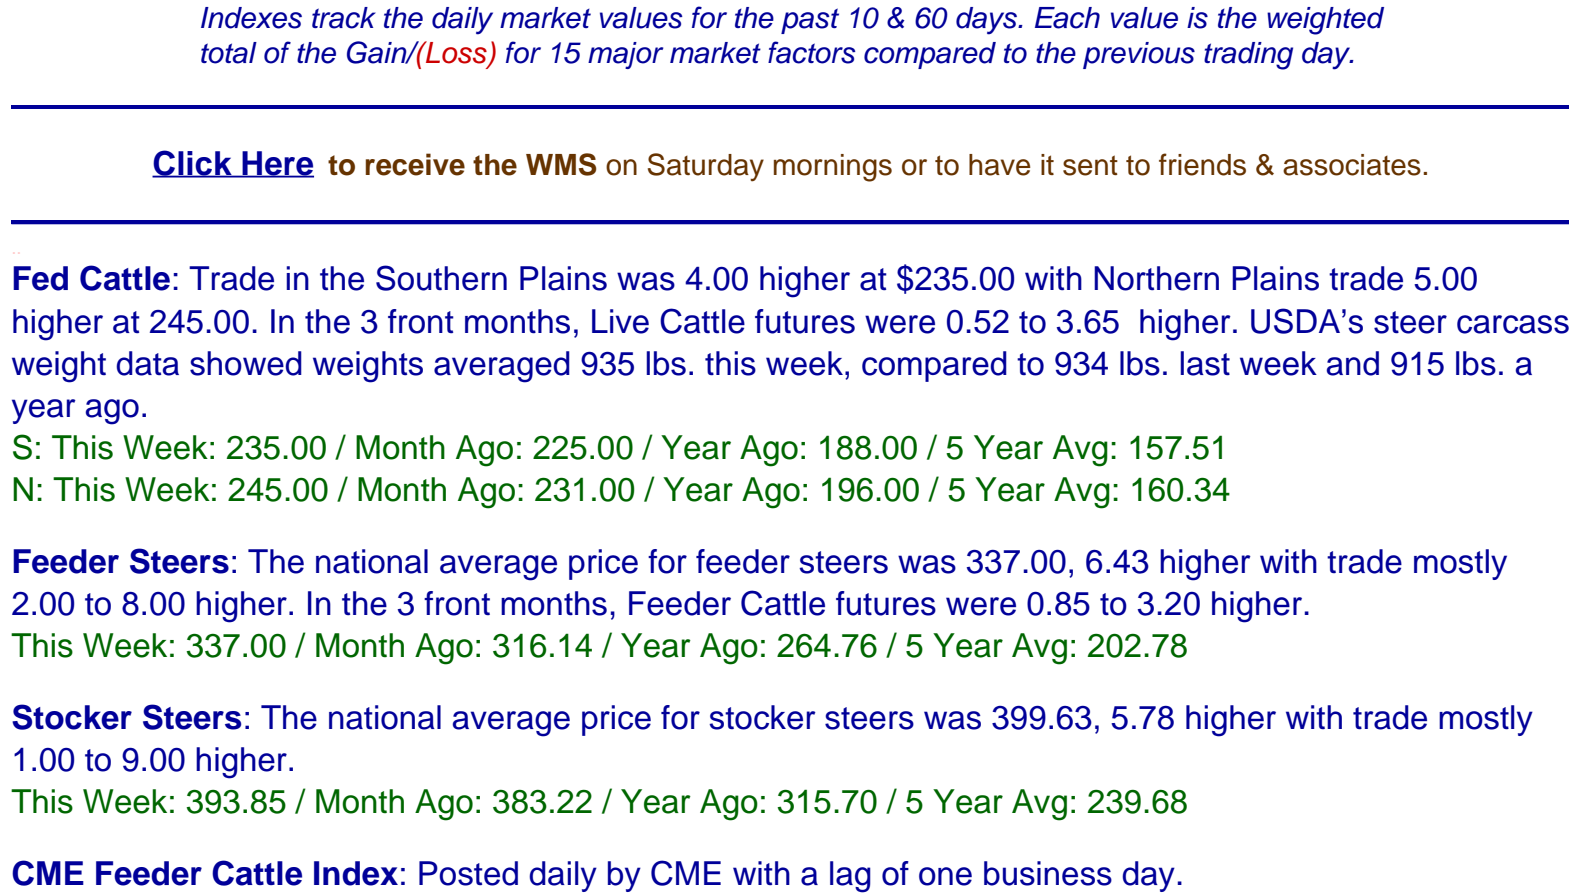 Indexes track the daily market values for the past 10 & 60 days. Each value is the weighted
total of the Gain/(Loss) for 15 major market factors compared to the previous trading day.
Click Here to receive the WMS on Saturday mornings or to have it sent to friends & associates.
..
Fed Cattle: Trade in the Southern Plains was 4.00 higher at $235.00 with Northern Plains trade 5.00
higher at 245.00. In the 3 front months, Live Cattle futures were 0.52 to 3.65 higher. USDA’s steer carcass
weight data showed weights averaged 935 lbs. this week, compared to 934 lbs. last week and 915 lbs. a
year ago.
S: This Week: 235.00 / Month Ago: 225.00 / Year Ago: 188.00 / 5 Year Avg: 157.51
N: This Week: 245.00 / Month Ago: 231.00 / Year Ago: 196.00 / 5 Year Avg: 160.34
Feeder Steers: The national average price for feeder steers was 337.00, 6.43 higher with trade mostly
2.00 to 8.00 higher. In the 3 front months, Feeder Cattle futures were 0.85 to 3.20 higher.
This Week: 337.00 / Month Ago: 316.14 / Year Ago: 264.76 / 5 Year Avg: 202.78
Stocker Steers: The national average price for stocker steers was 399.63, 5.78 higher with trade mostly
1.00 to 9.00 higher.
This Week: 393.85 / Month Ago: 383.22 / Year Ago: 315.70 / 5 Year Avg: 239.68
CME Feeder Cattle Index: Posted daily by CME with a lag of one business day.